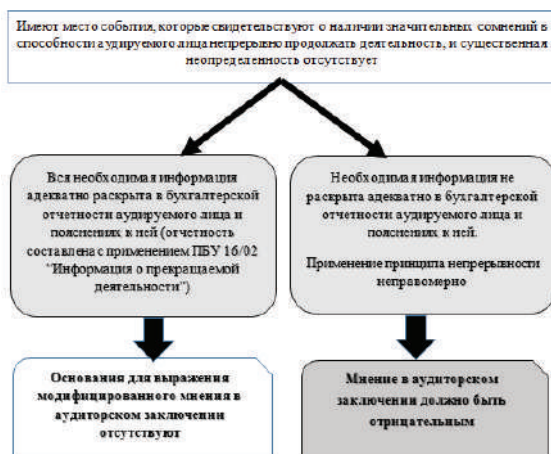 Имеют место события, которые свидетельствуют о наличии значительных сомнений в
способности аудируемого лица непрерывно продолжать деятельность, и существенная
неопределенность отсутствует
Вся необходимая информация
адекватно раскрыта в бухгалтерской
отчетности аудируемого лица и
пояснениях к ней (отчетность
составлена с применением ПБУ 16/02
"Информация о прекращаемой
деятельности")
Необходимая информация не
раскрыта адекватно в бухгалтерской
отчетности аудируемого лица и
пояснениях к ней.
Применение принципа непрерывности
неправомерно
Основания для выражения
модифицированного мнения в
аудиторском заключении
отсутствуют
Мнение в аудиторском
заключении должно быть
отрицательным